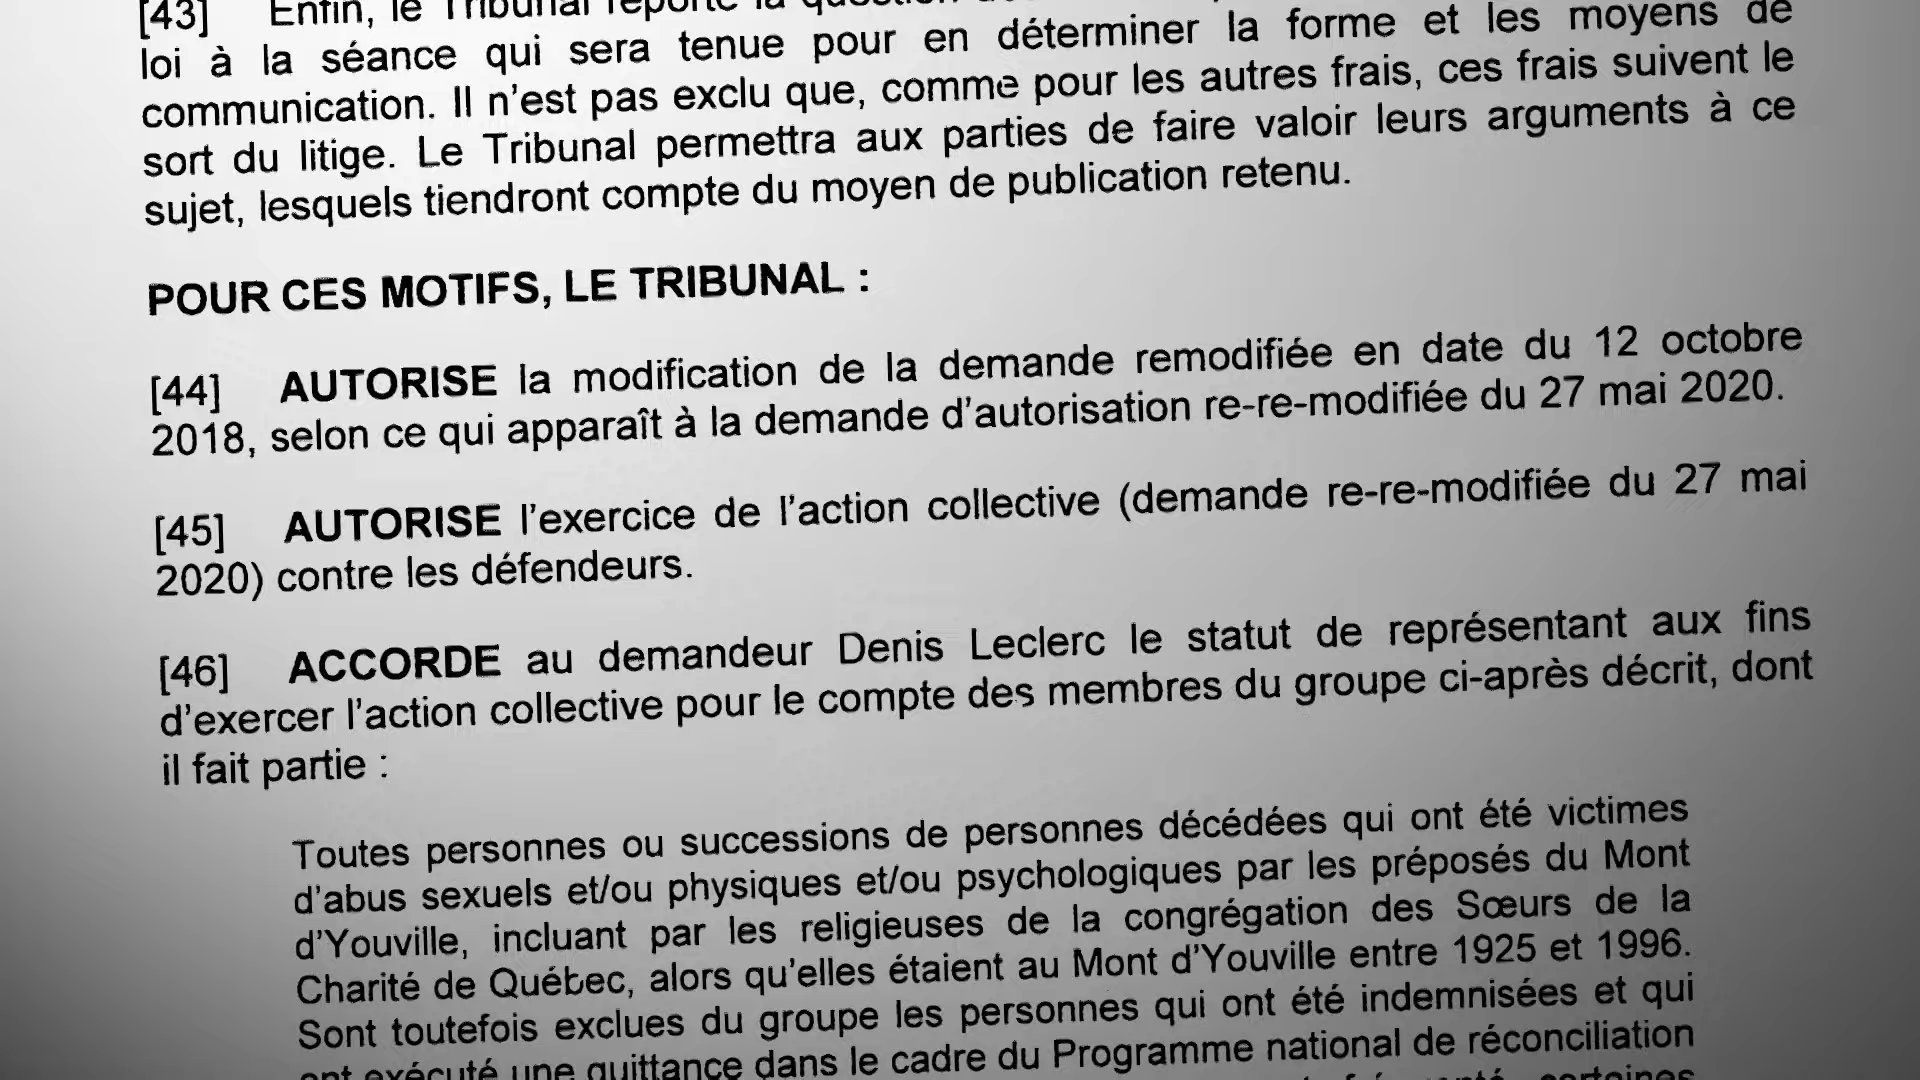 [43] Enfin, le Tribunal reporte la question
loi à la séance qui sera tenue pour en déterminer la forme et les moyens de
communication. Il n'est pas exclu que, comme pour les autres frais, ces frais suivent le
sort du litige. Le Tribunal permettra aux parties de faire valoir leurs arguments à ce
sujet, lesquels tiendront compte du moyen de publication retenu.
POUR CES MOTIFS, LE TRIBUNAL :
[44] AUTORISE la modification de la demande remodifiée en date du 12 octobre
2018, selon ce qui apparaît à la demande d'autorisation re-re-modifiée du 27 mai 2020.
[45] AUTORISE l'exercice de l'action collective (demande re-re-modifiée du 27 mai
2020) contre les défendeurs.
[46] ACCORDE au demandeur Denis Leclerc le statut de représentant aux fins
d'exercer l'action collective pour le compte des membres du groupe ci-après décrit, dont
il fait partie :
Toutes personnes ou successions de personnes décédées qui ont été victimes
d'abus sexuels et/ou physiques et/ou psychologiques par les préposés du Mont
d'Youville, incluant par les religieuses de la congrégation des Sœurs de la
Charité de Québec, alors qu'elles étaient au Mont d'Youville entre 1925 et 1996.
Sont toutefois exclues du groupe les personnes qui ont été indemnisées et qui
ont exécuté une quittance dans le cadre du Programme national de réconciliation
certaines